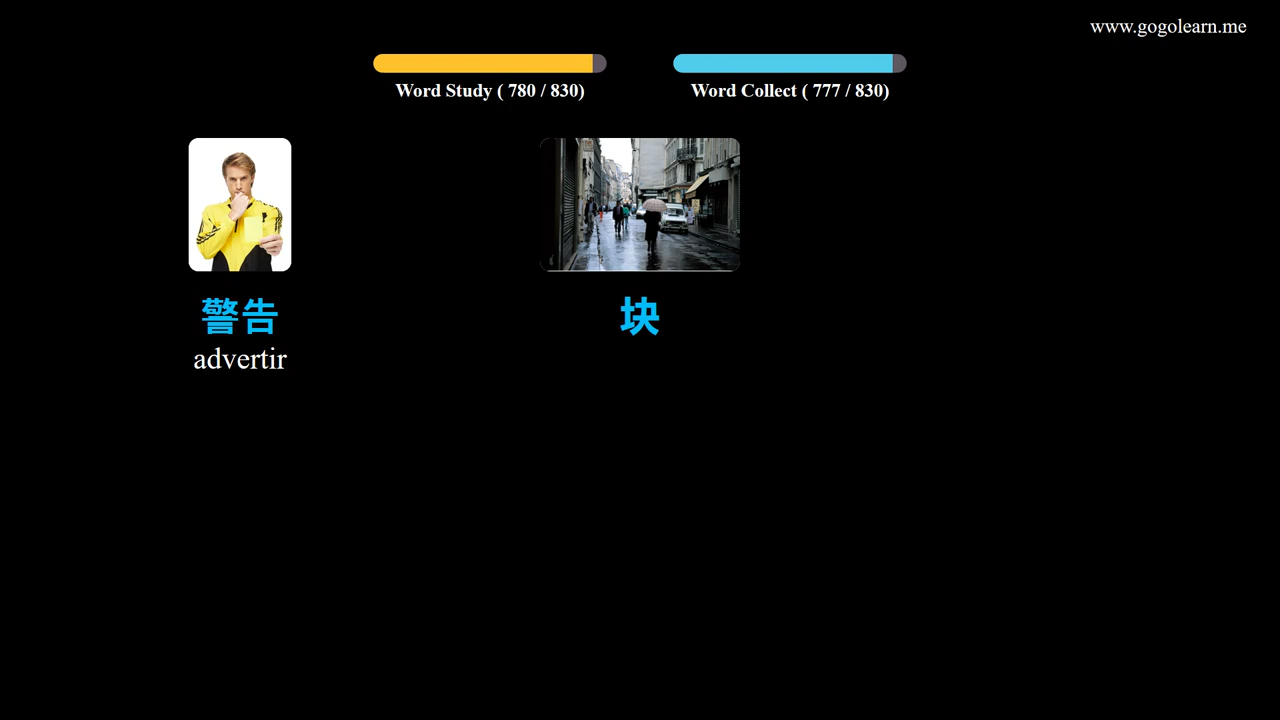 www.gogolearn.me
Word Study ( 780 / 830)
Word Collect ( 777 / 830)
警告
advertir
块